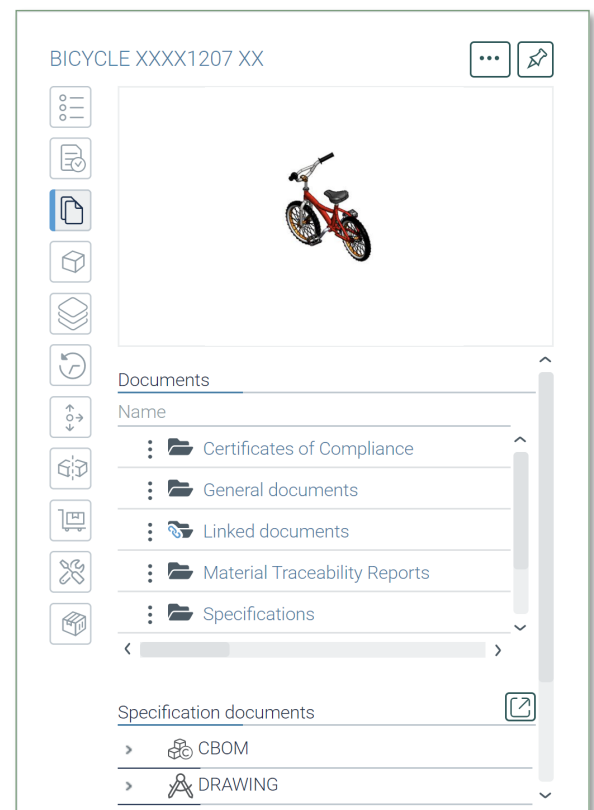 BICYCLE XXXX1207 XX
Documents
Name
Certificates of Compliance
General documents
Linked documents
Material Traceability Reports
Specifications
Specification documents
CBOM
DRAWING